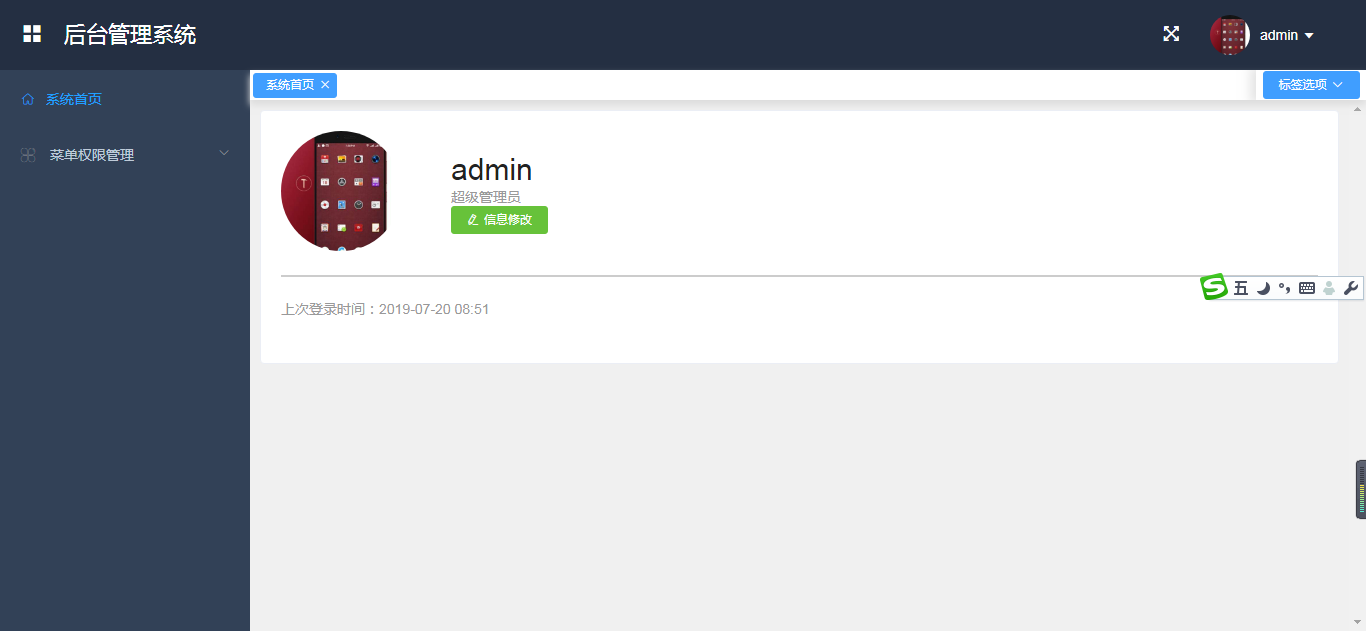 后台管理系统
admin
系统首页
菜单权限管理
系统首页
标签选项
T
admin
超级管理员
信息修改
上次登录时间：2019-07-20 08:51
S 五